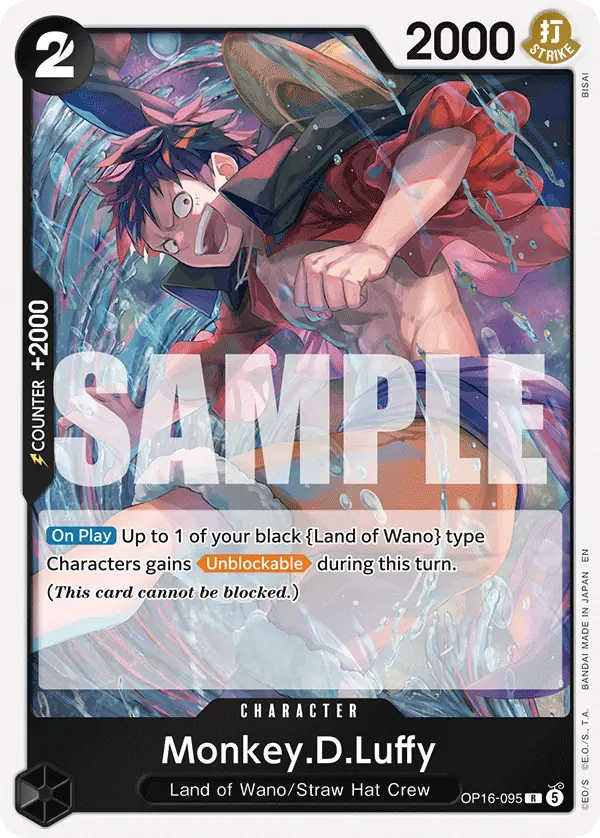 2
2000
打
STRIKE
BISAI
COUNTER +2000
SAMPLE
On Play Up to 1 of your black {Land of Wano} type
Characters gains Unblockable during this turn.
(This card cannot be blocked.)
CHARACTER
Monkey.D.Luffy
Land of Wano/Straw Hat Crew
OP16-095 R 5
©E.O/S ©E.O./S., T.A. BANDAI MADE IN JAPAN EN